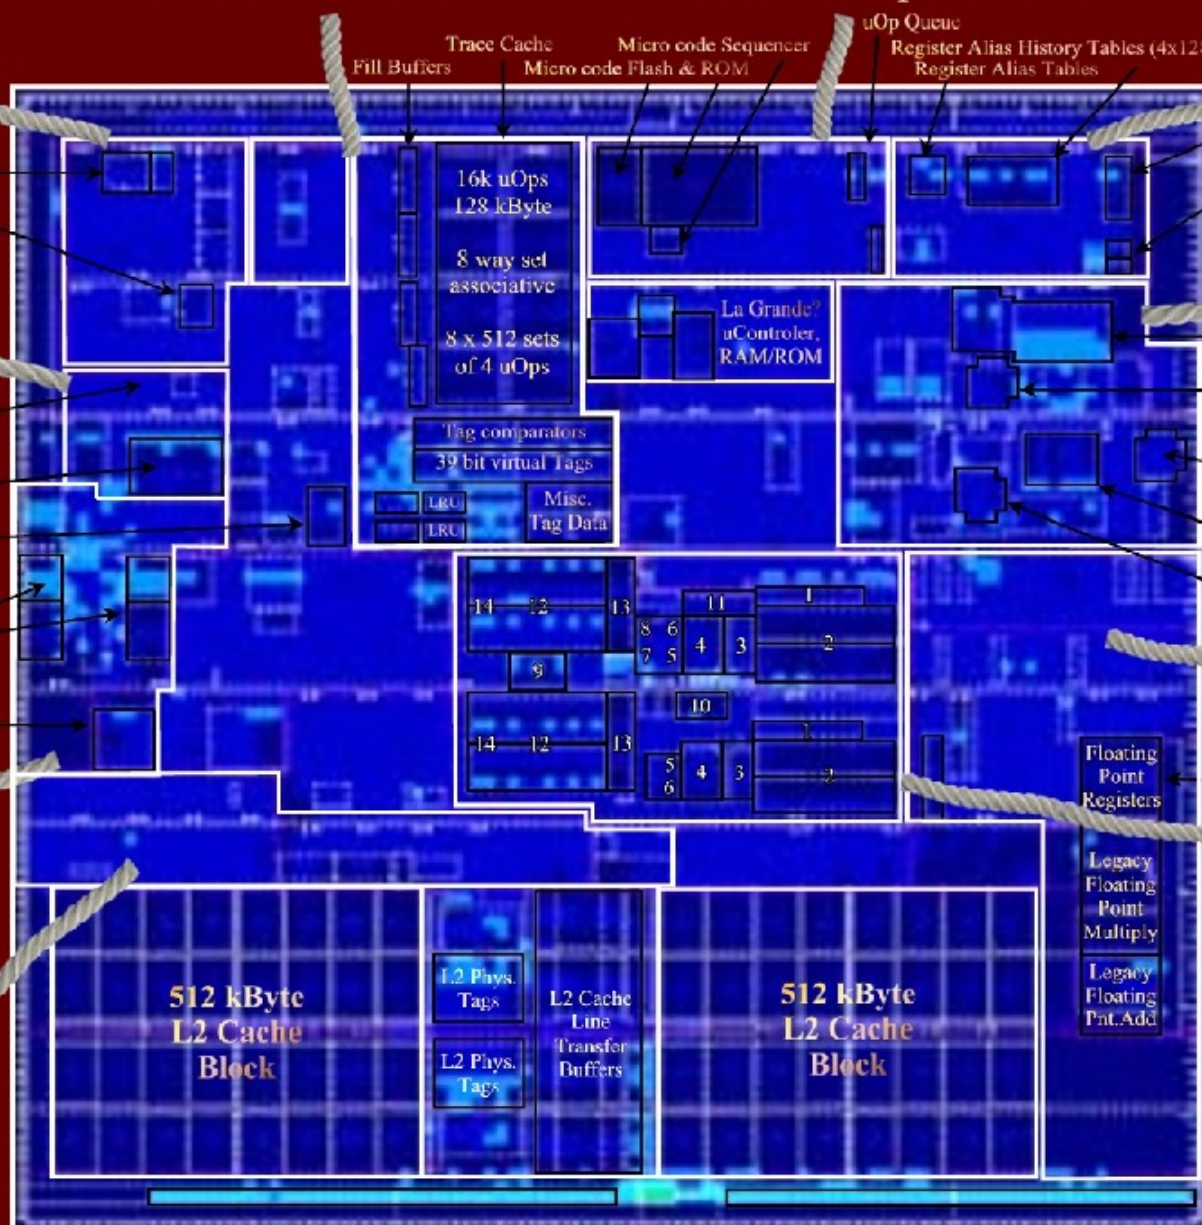 uOp Queue
Trace Cache
Micro code Sequencer
Register Alias History Tables (4x12
Fill Buffers
Micro code Flash & ROM
Register Alias Tables
16k uOps
128 kByte
8 way set
associative
8 x 512 sets
of 4 uOps
La Grande?
uControler,
RAM/ROM
Tag comparators
39 bit virtual Tags
LRU
LRU
Misc.
Tag Data
14 12 13
11
1
8 6
7 5
4 3
2
9
10
14 12 13
1
5
6
4 3
2
Floating
Point
Registers
Legacy
Floating
Point
Multiply
Legacy
Floating
Pnt.Add
512 kByte
L2 Cache
Block
L2 Phys.
Tags
L2 Phys.
Tags
L2 Cache
Line
Transfer
Buffers
512 kByte
L2 Cache
Block